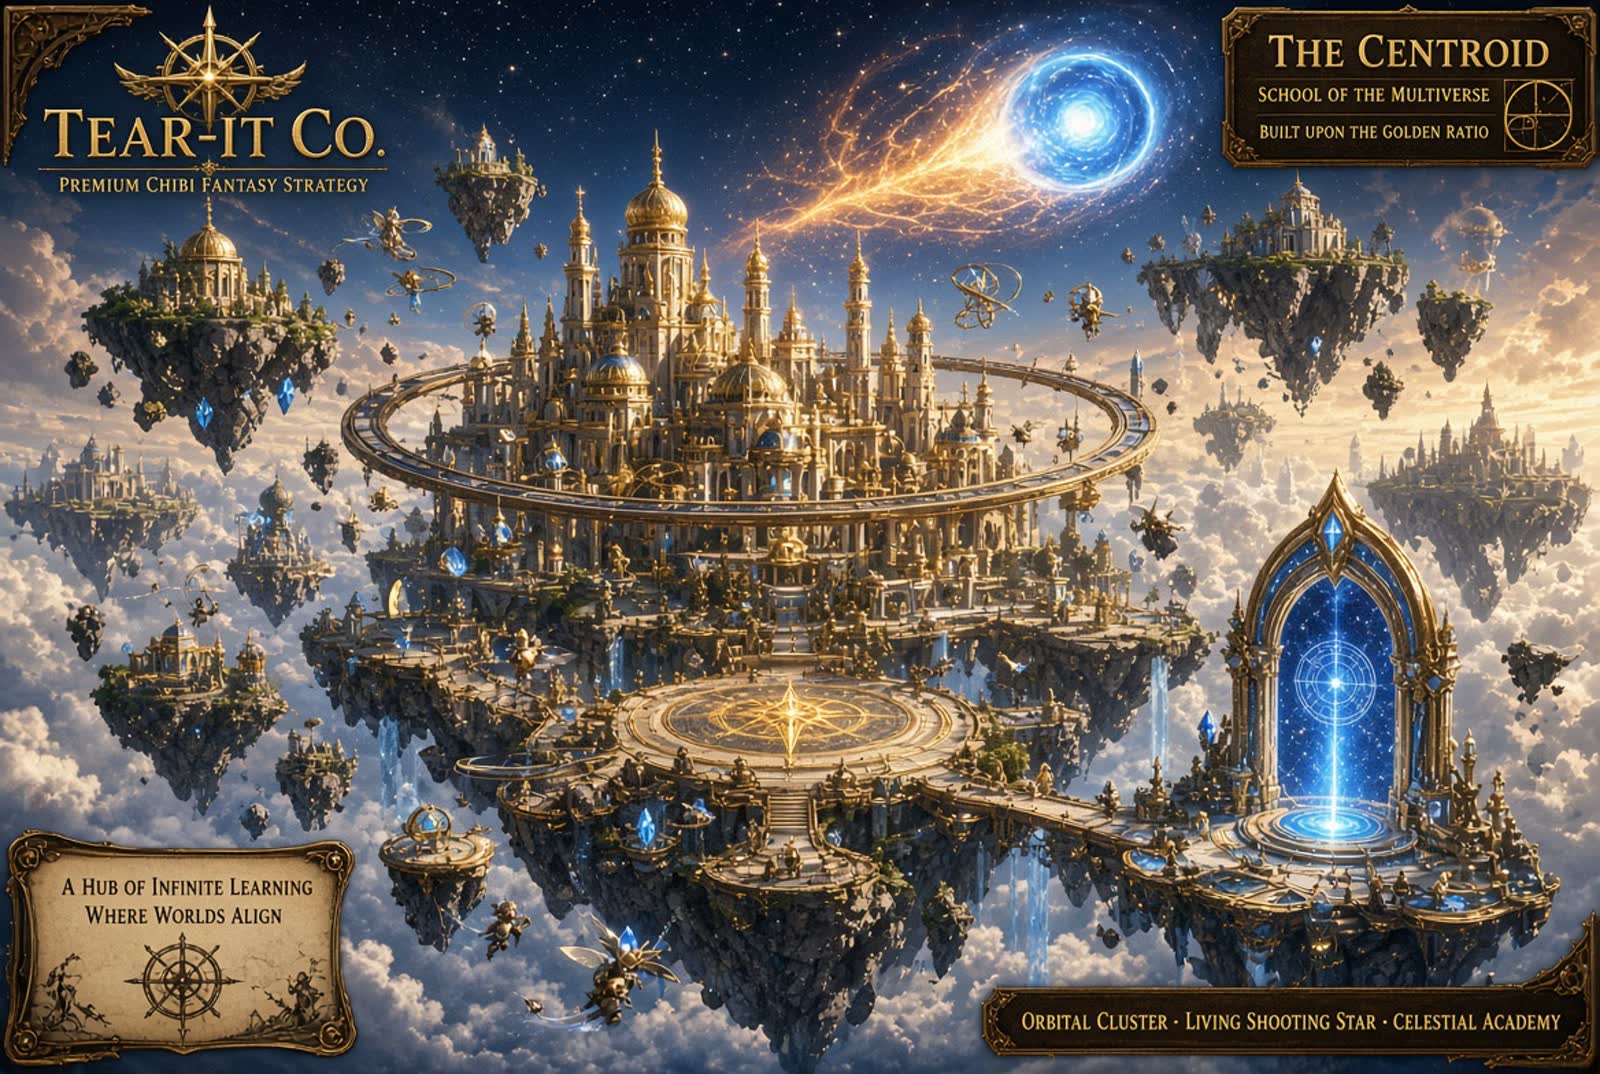 TEAR-IT CO.
PREMIUM CHIBI FANTASY STRATEGY
THE CENTROID
SCHOOL OF THE MULTIVERSE
BUILT UPON THE GOLDEN RATIO
A HUB OF INFINITE LEARNING
WHERE WORLDS ALIGN
ORBITAL CLUSTER · LIVING SHOOTING STAR · CELESTIAL ACADEMY